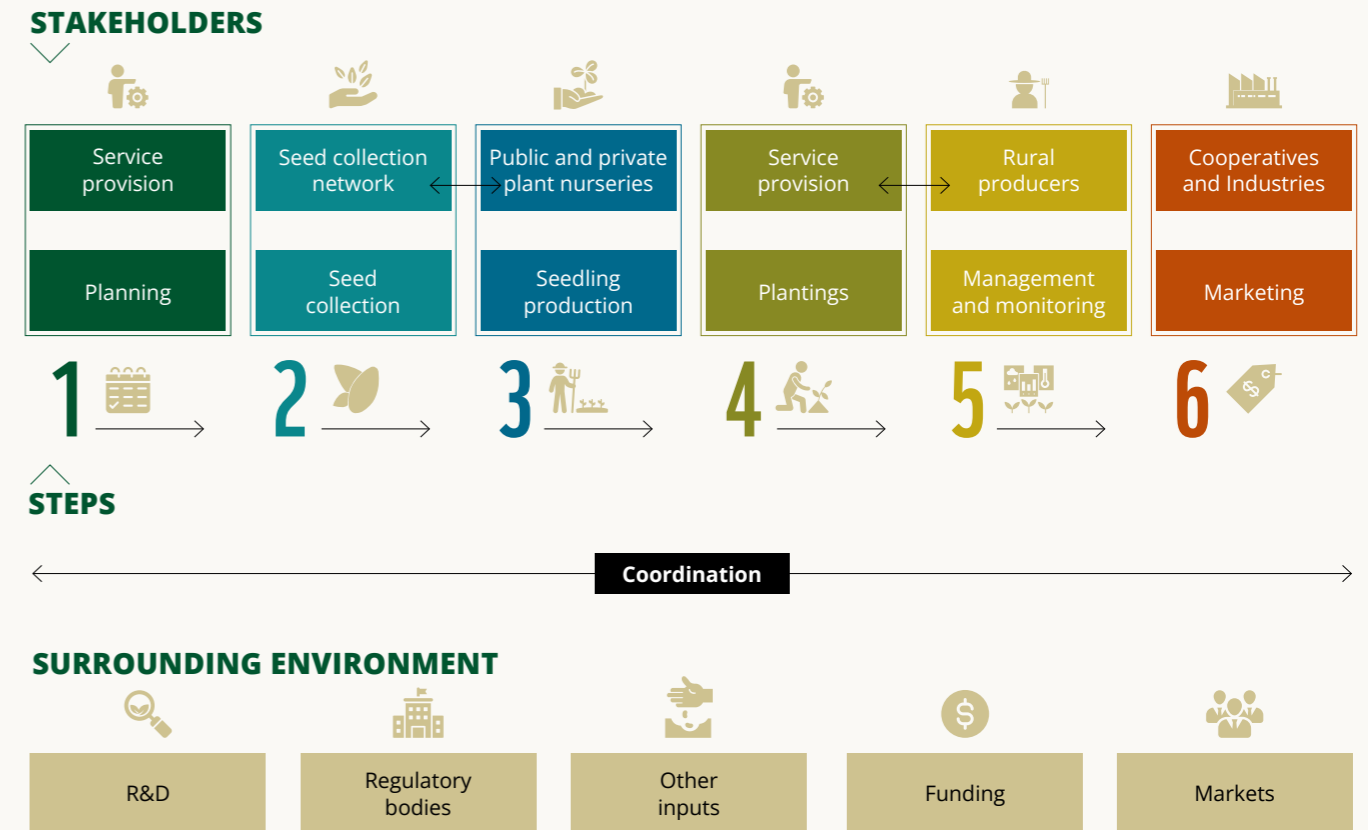 STAKEHOLDERS
Service
provision
Seed collection
network
Public and private
plant nurseries
Service
provision
Rural
producers
Cooperatives
and Industries
Planning
Seed
collection
Seedling
production
Plantings
Management
and monitoring
Marketing
1
2
3
4
5
6
STEPS
Coordination
SURROUNDING ENVIRONMENT
R&D
Regulatory
bodies
Other
inputs
Funding
Markets